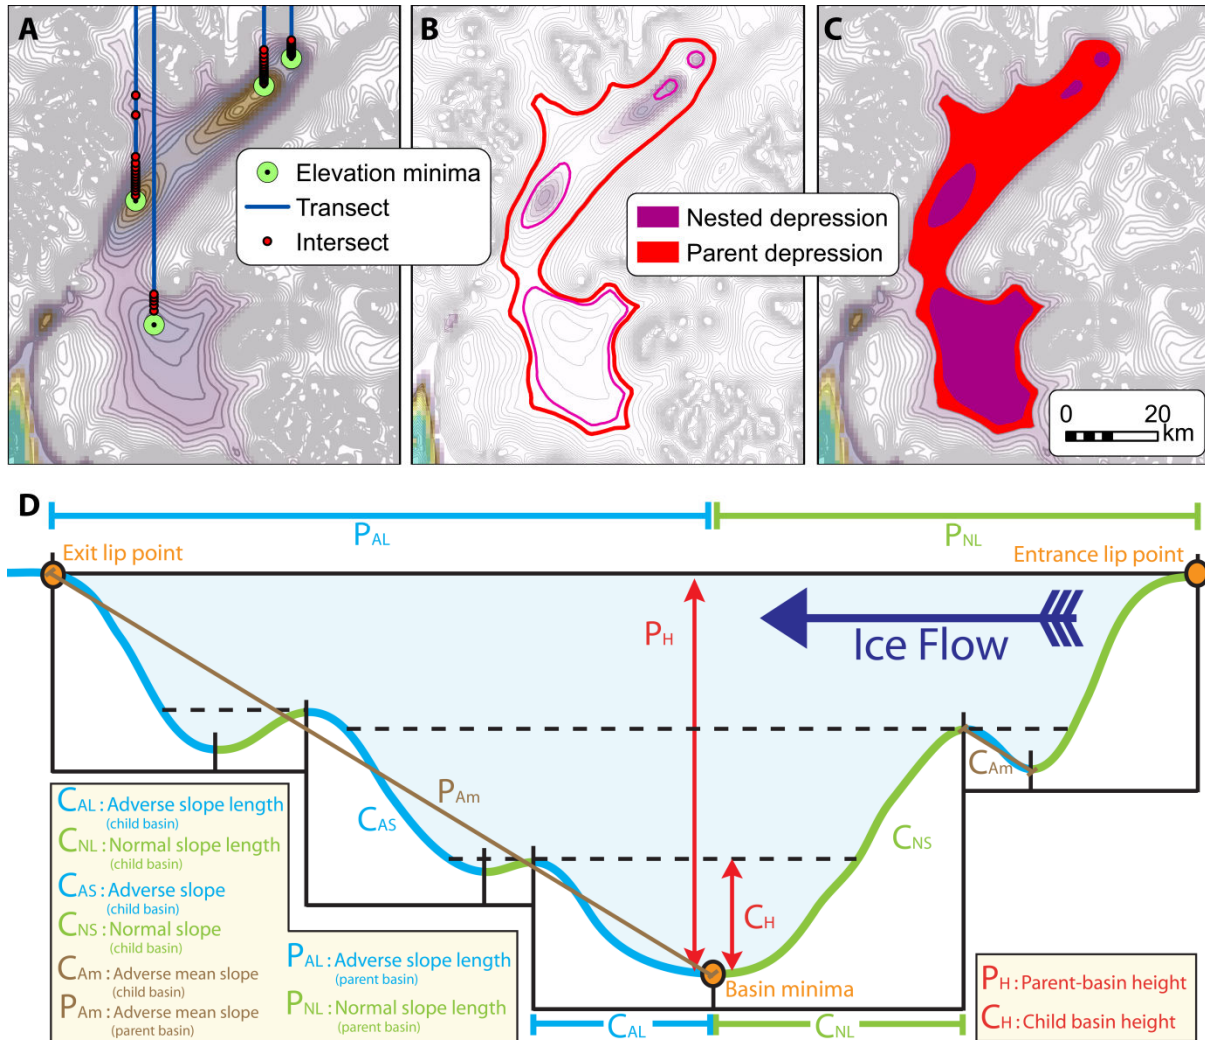 A
B
C
Elevation minima
Transect
Intersect
Nested depression
Parent depression
0 20
km
D
PAL
PNL
Exit lip point
Entrance lip point
PH
Ice Flow
CAm
PAm
CAS
CNS
CH
Basin minima
CAL
CNL
CAL : Adverse slope length
(child basin)
CNL : Normal slope length
(child basin)
CAS : Adverse slope
(child basin)
CNS : Normal slope
(child basin)
CAm : Adverse mean slope
(child basin)
PAm : Adverse mean slope
(parent basin)
PAL : Adverse slope length
(parent basin)
PNL : Normal slope length
(parent basin)
PH : Parent-basin height
CH : Child basin height